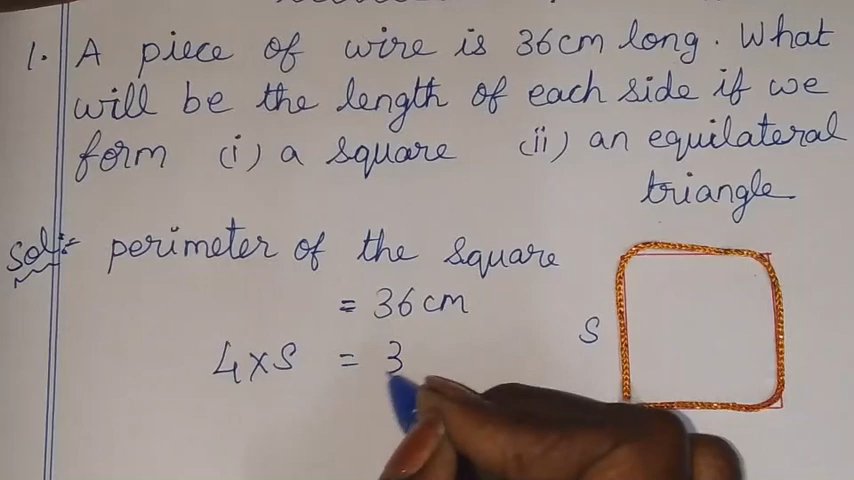 1. A piece of wire is 36cm long. What
will be the length of each side if we
form (i) a square (ii) an equilateral
triangle
Sol:- perimeter of the square
= 36cm
S
4×S = 3